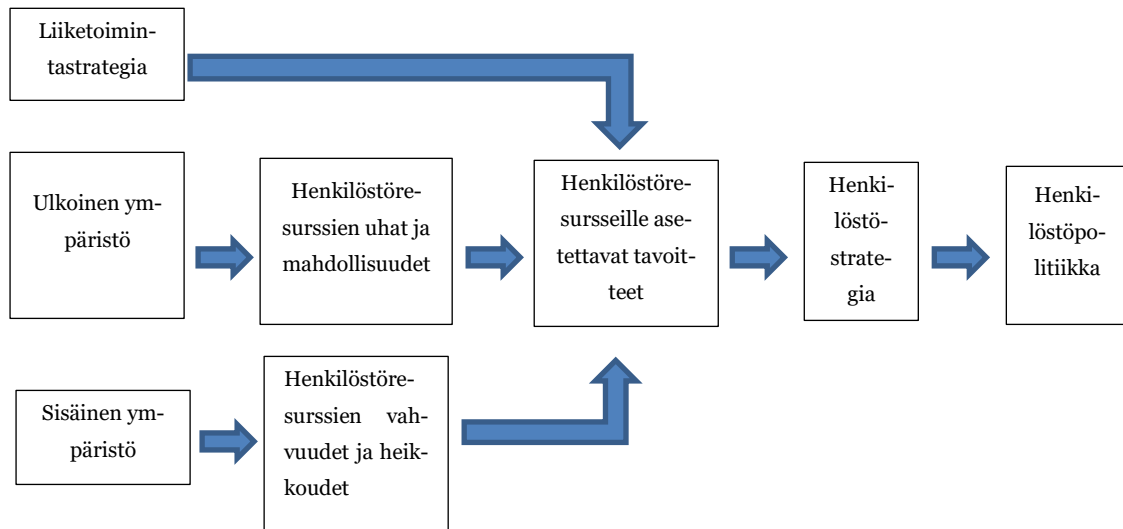 Liiketoimin-
tastrategia
Ulkoinen ym-
päristö
Henkilöstöre-
surssien uhat ja
mahdollisuudet
Henkilöstöre-
sursseille ase-
tettavat tavoit-
teet
Henki-
löstö-
strate-
gia
Henki-
löstöpo-
litiikka
Sisäinen ym-
päristö
Henkilöstöre-
surssien vah-
vuudet ja heik-
koudet